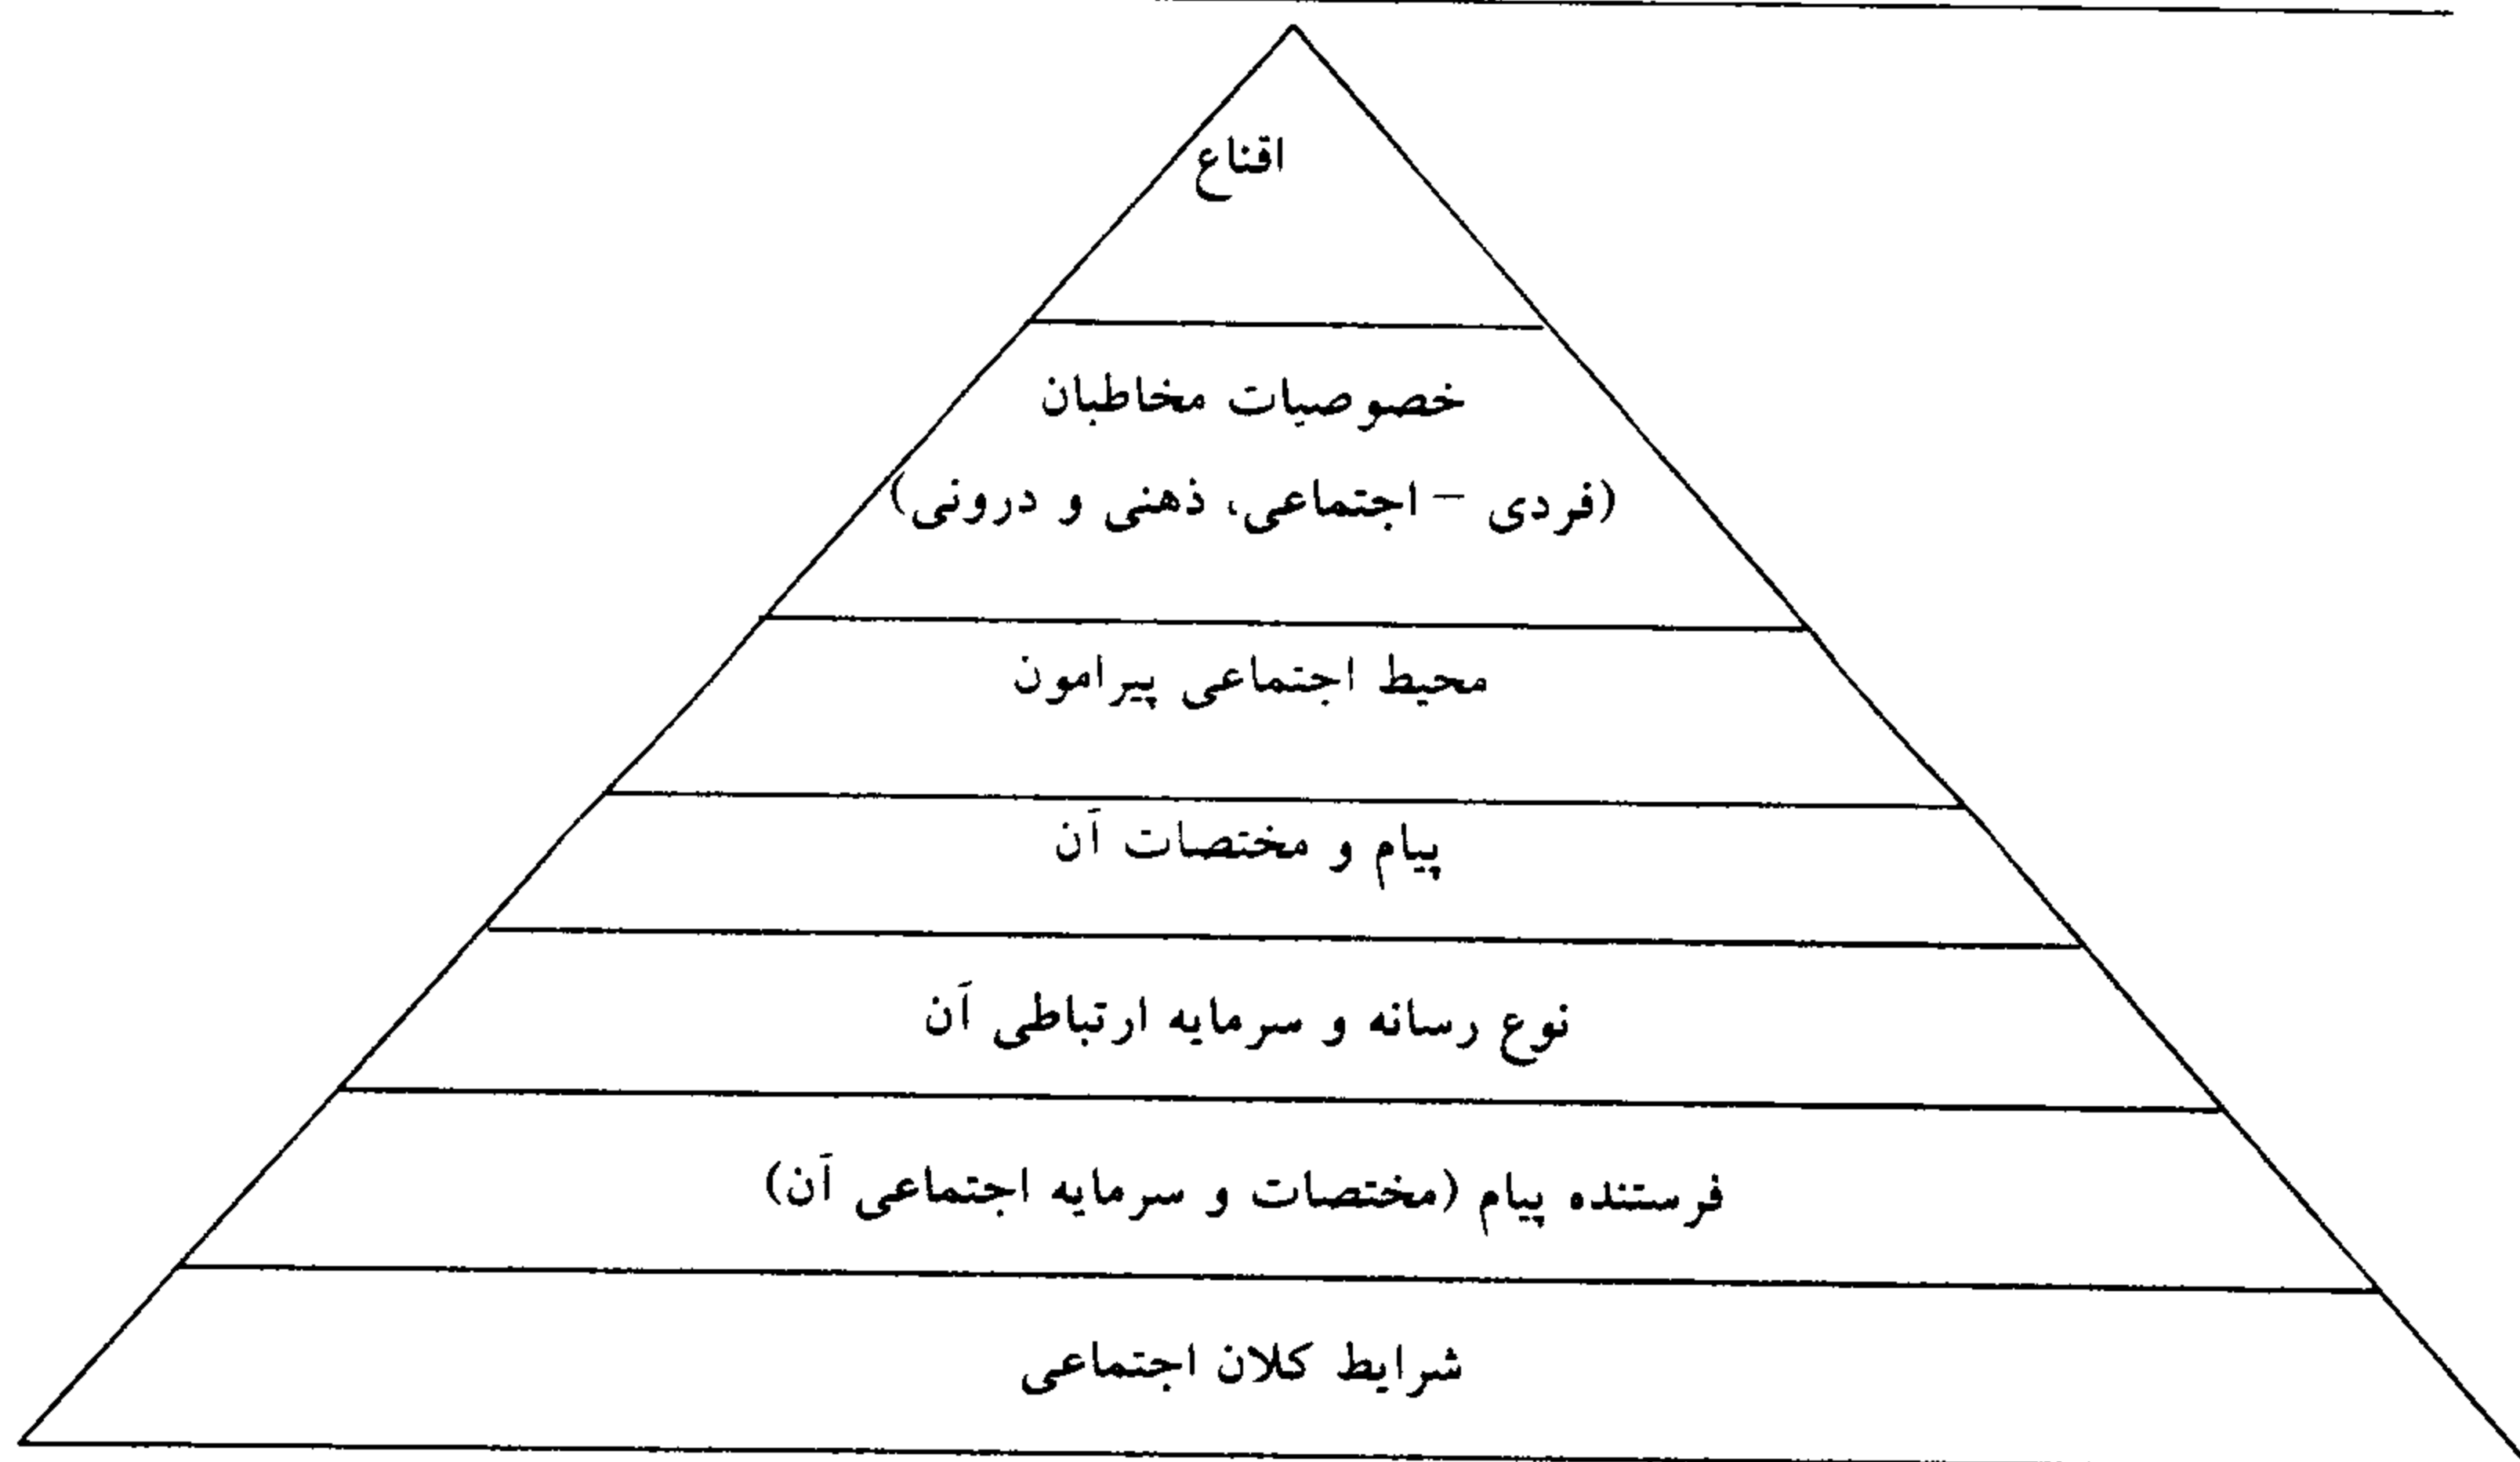 اقناع
خصوصیات مخاطبان
(فردی – اجتماعی، ذهنی و درونی)
محیط اجتماعی پیرامون
پیام و مختصات آن
نوع رسانه و سرمایه ارتباطی آن
فرستنده پیام (مختصات و سرمایه اجتماعی آن)
شرایط کلان اجتماعی